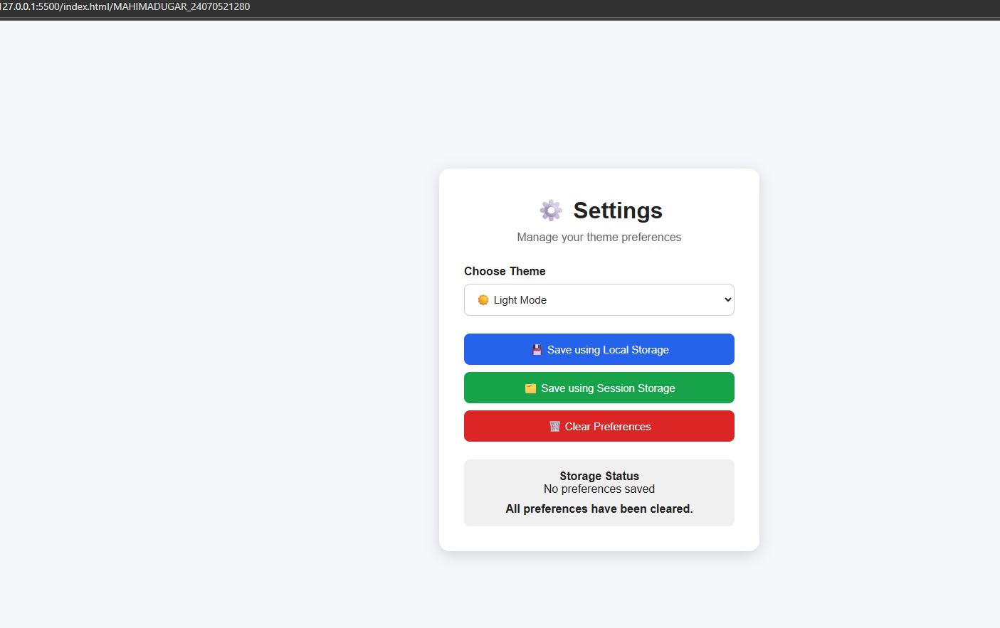 127.0.0.1:5500/index.html/MAHIMADUGAR_24070521280
Settings
Manage your theme preferences
Choose Theme
Light Mode
Save using Local Storage
Save using Session Storage
Clear Preferences
Storage Status
No preferences saved
All preferences have been cleared.